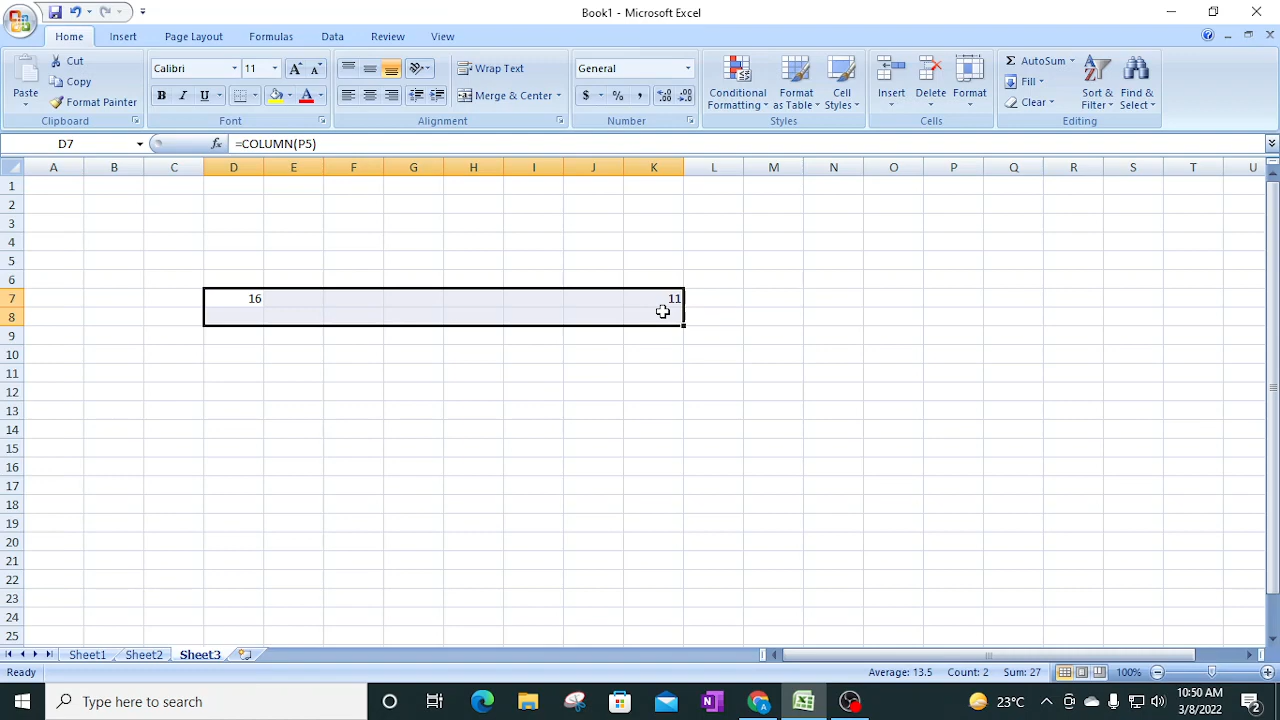 Book1 - Microsoft Excel
Home Insert Page Layout Formulas Data Review View
Paste
Cut
Copy
Format Painter
Clipboard
Calibri 11
B I U
Font
Wrap Text
Merge & Center
Alignment
General
$ % ,
Number
Conditional Formatting
Format as Table
Cell Styles
Styles
Insert Delete Format
Cells
Σ AutoSum
Fill
Clear
Sort & Filter
Find & Select
Editing
D7 fx =COLUMN(P5)
A B C D E F G H I J K L M N O P Q R S T U
1
2
3
4
5
6
7 16 11
8
9
10
11
12
13
14
15
16
17
18
19
20
21
22
23
24
25
Sheet1 Sheet2 Sheet3
Ready Average: 13.5 Count: 2 Sum: 27 100%
Type here to search 23°C 10:50 AM
3/8/2022 2